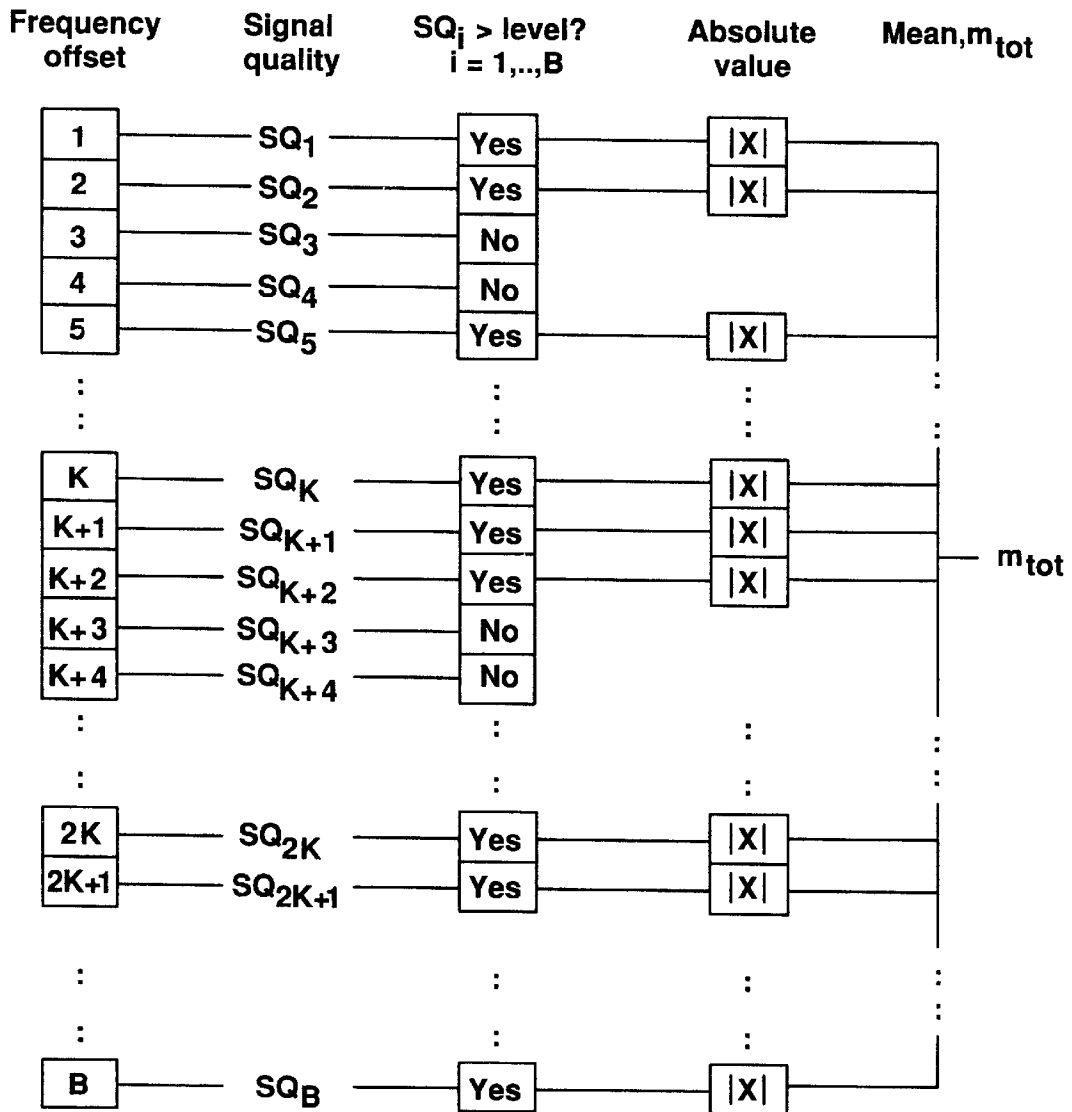 Frequency offset Signal quality SQi > level? i = 1,..,B Absolute value Mean,mtot
1 SQ1 Yes |X|
2 SQ2 Yes |X|
3 SQ3 No
4 SQ4 No
5 SQ5 Yes |X|
K SQK Yes |X|
K+1 SQK+1 Yes |X|
mtot
K+2 SQK+2 Yes |X|
K+3 SQK+3 No
K+4 SQK+4 No
2K SQ2K Yes |X|
2K+1 SQ2K+1 Yes |X|
B SQB Yes |X|